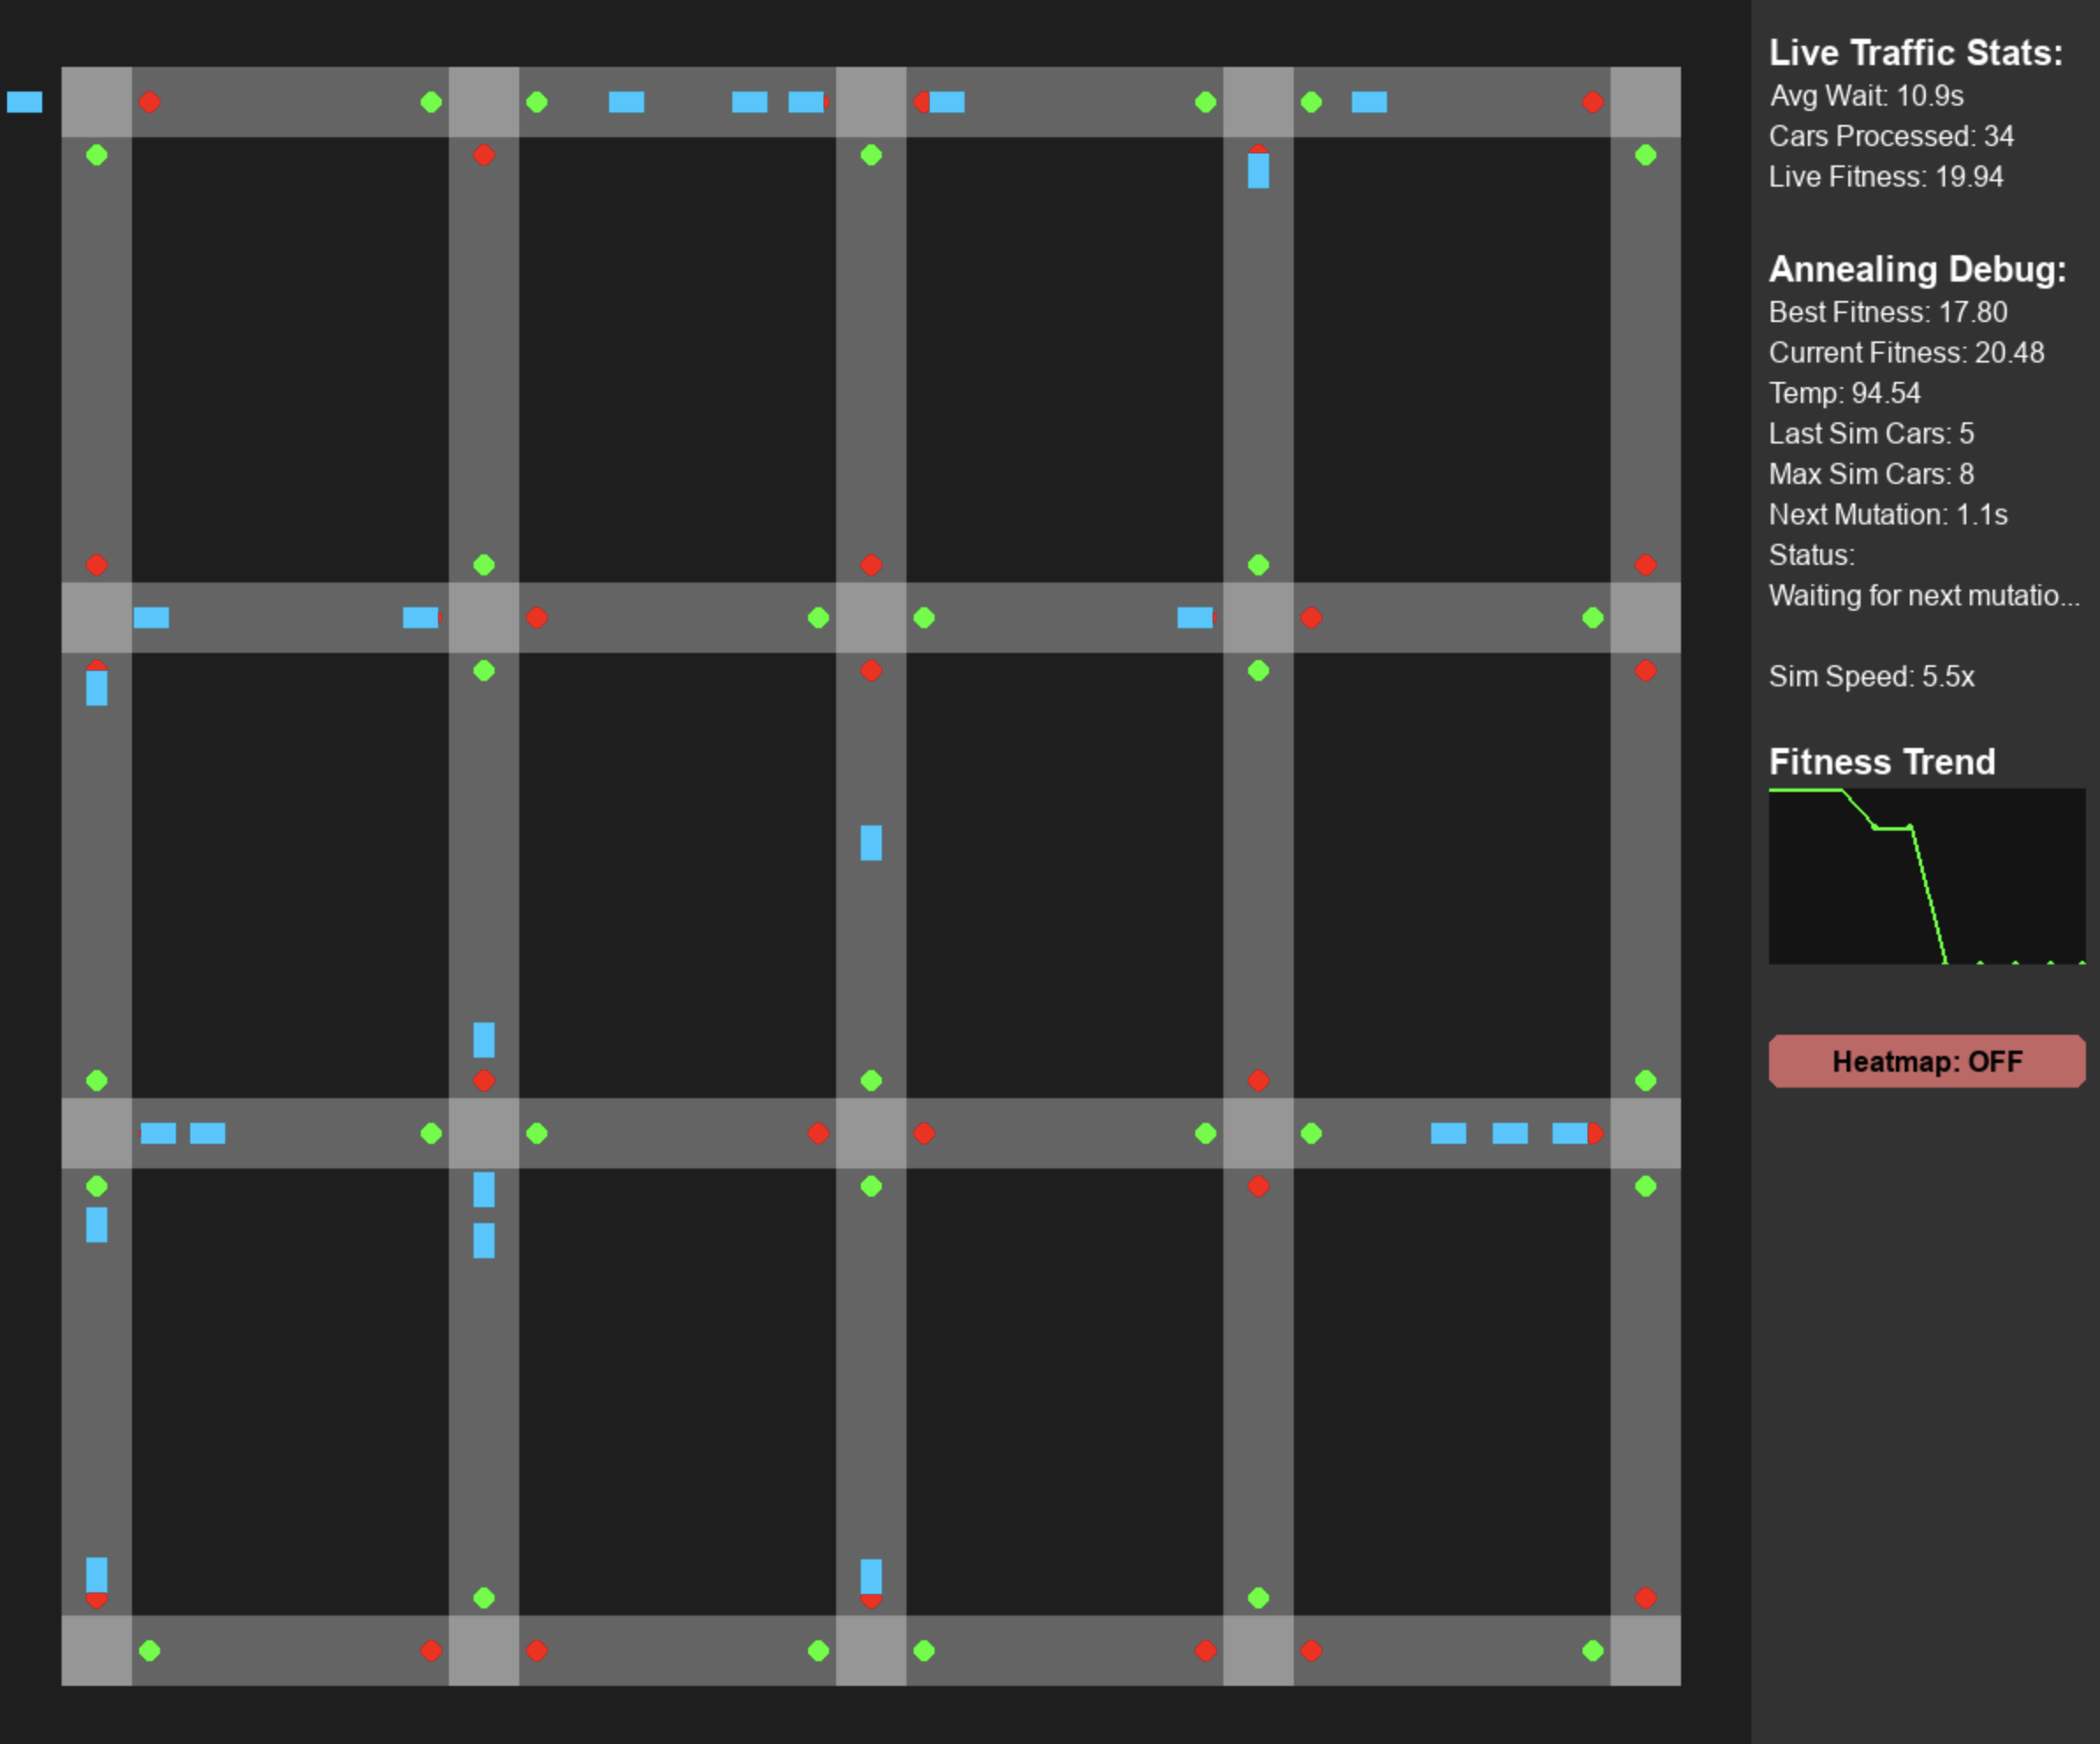 Live Traffic Stats:
Avg Wait: 10.9s
Cars Processed: 34
Live Fitness: 19.94
Annealing Debug:
Best Fitness: 17.80
Current Fitness: 20.48
Temp: 94.54
Last Sim Cars: 5
Max Sim Cars: 8
Next Mutation: 1.1s
Status:
Waiting for next mutatio...
Sim Speed: 5.5x
Fitness Trend
Heatmap: OFF